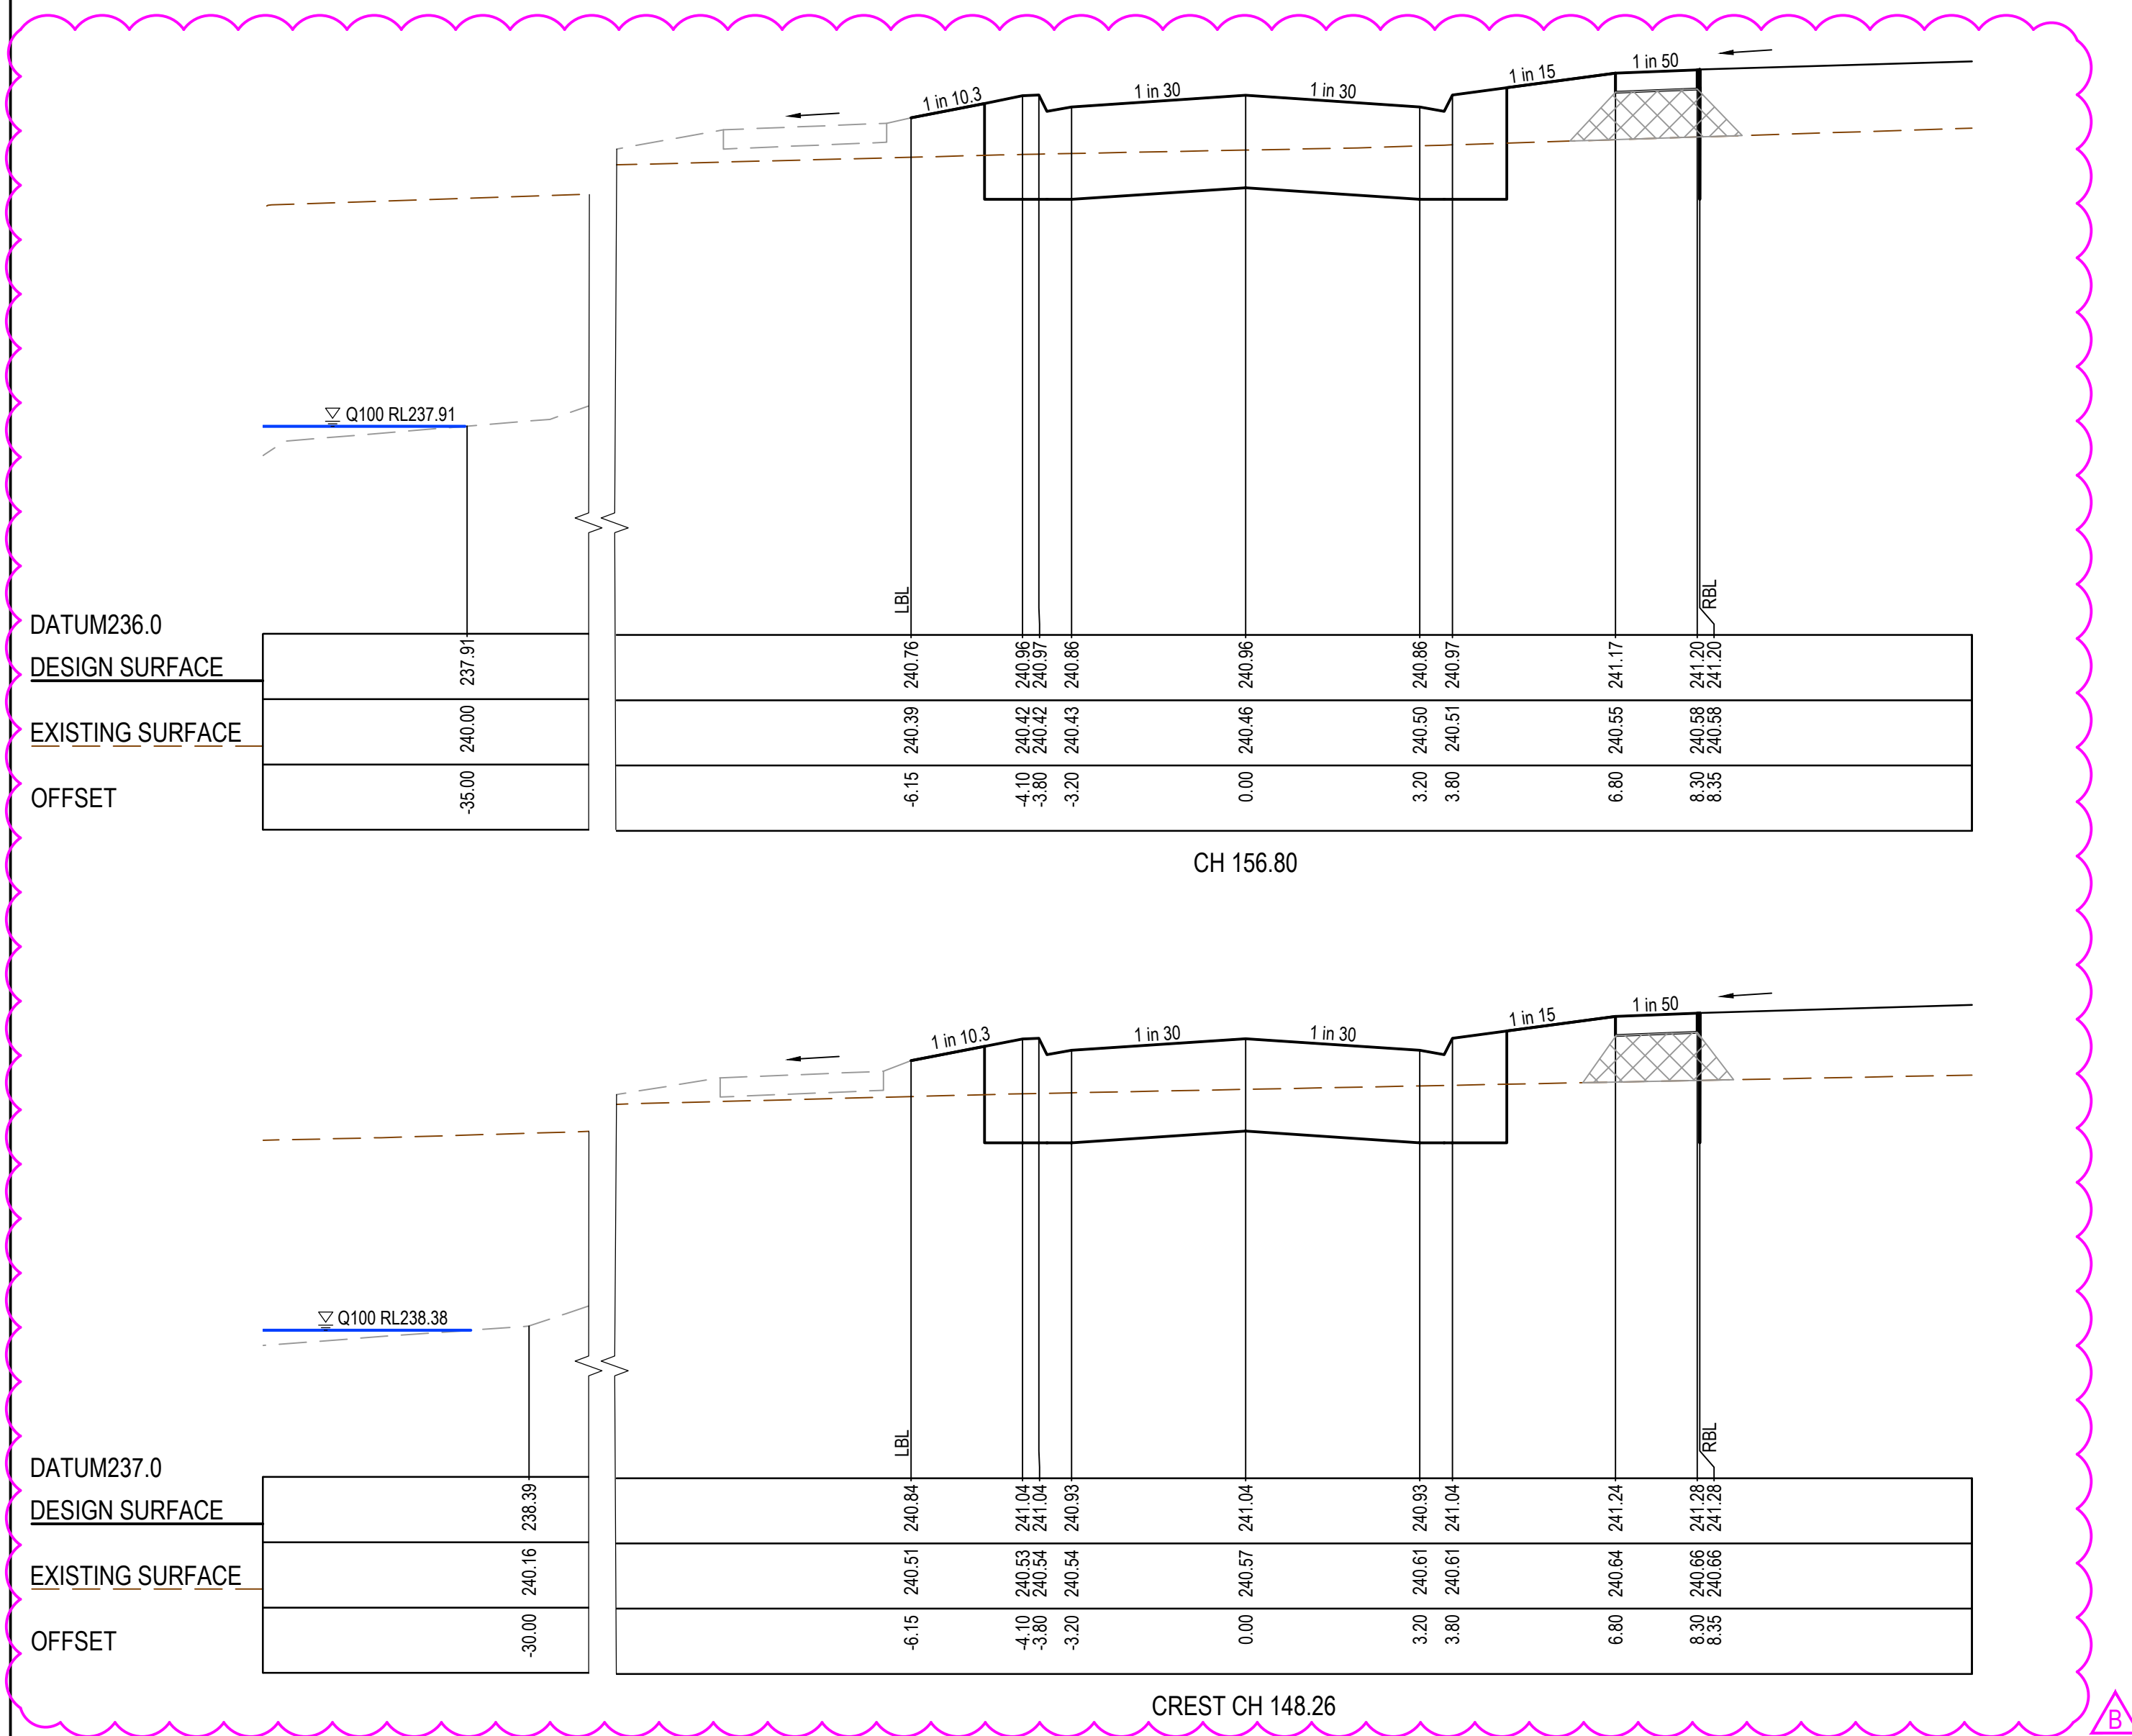 1 in 10.3
1 in 30
1 in 30
1 in 15
1 in 50
Q100 RL237.91
LBL
RBL
DATUM236.0
DESIGN SURFACE
237.91 240.76 240.96 240.97 240.86 240.96 240.86 240.97 241.17 241.20 241.20
EXISTING SURFACE
240.00 240.39 240.42 240.42 240.43 240.46 240.50 240.51 240.55 240.58 240.58
OFFSET
-35.00 -6.15 -4.10 -3.80 -3.20 0.00 3.20 3.80 6.80 8.30 8.35
CH 156.80
1 in 10.3
1 in 30
1 in 30
1 in 15
1 in 50
Q100 RL238.38
LBL
RBL
DATUM237.0
DESIGN SURFACE
238.39 240.84 241.04 241.04 240.93 241.04 240.93 241.04 241.24 241.28 241.28
EXISTING SURFACE
240.16 240.51 240.53 240.54 240.54 240.57 240.61 240.61 240.64 240.66 240.66
OFFSET
-30.00 -6.15 -4.10 -3.80 -3.20 0.00 3.20 3.80 6.80 8.30 8.35
CREST CH 148.26
B